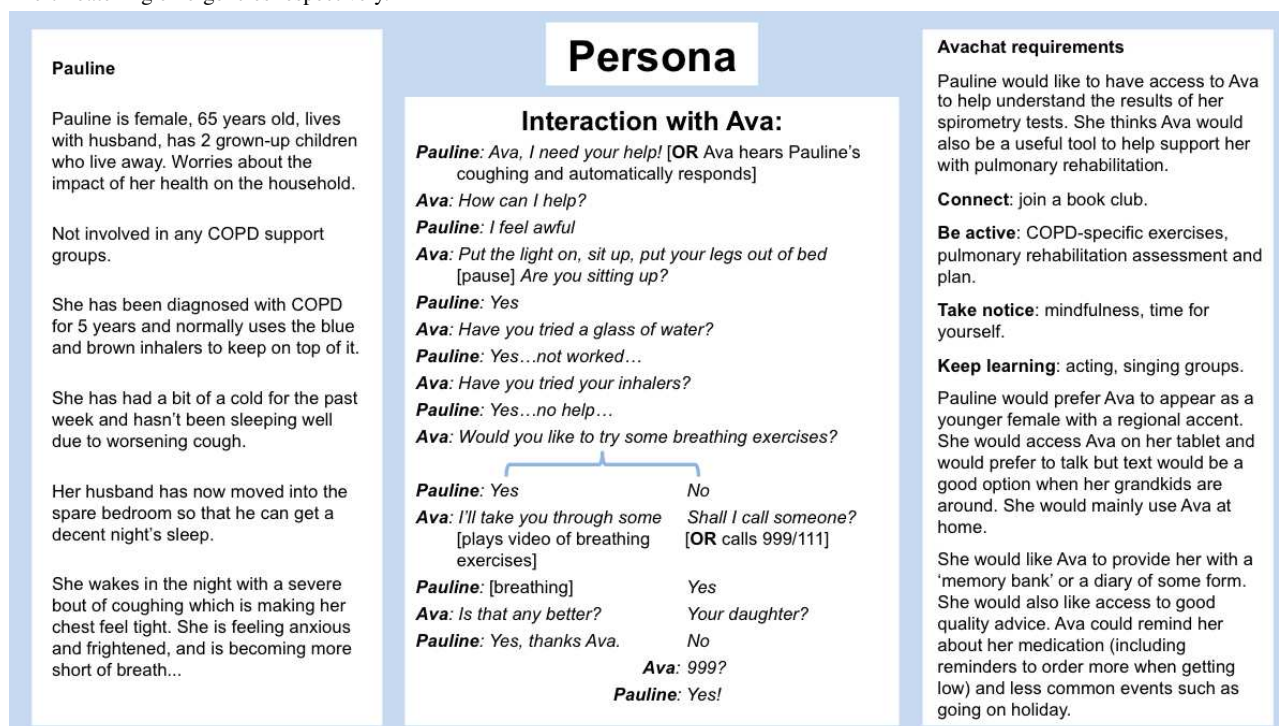 Pauline
Pauline is female, 65 years old, lives
with husband, has 2 grown-up children
who live away. Worries about the
impact of her health on the household.
Not involved in any COPD support
groups.
She has been diagnosed with COPD
for 5 years and normally uses the blue
and brown inhalers to keep on top of it.
She has had a bit of a cold for the past
week and hasn't been sleeping well
due to worsening cough.
Her husband has now moved into the
spare bedroom so that he can get a
decent night's sleep.
She wakes in the night with a severe
bout of coughing which is making her
chest feel tight. She is feeling anxious
and frightened, and is becoming more
short of breath...
Persona
Interaction with Ava:
Pauline: Ava, I need your help! [OR Ava hears Pauline's
coughing and automatically responds]
Ava: How can I help?
Pauline: I feel awful
Ava: Put the light on, sit up, put your legs out of bed
[pause] Are you sitting up?
Pauline: Yes
Ava: Have you tried a glass of water?
Pauline: Yes…not worked…
Ava: Have you tried your inhalers?
Pauline: Yes…no help…
Ava: Would you like to try some breathing exercises?
Pauline: Yes No
Ava: I'll take you through some Shall I call someone?
[plays video of breathing [OR calls 999/111]
exercises]
Pauline: [breathing] Yes
Ava: Is that any better? Your daughter?
Pauline: Yes, thanks Ava. No
Ava: 999?
Pauline: Yes!
Avachat requirements
Pauline would like to have access to Ava
to help understand the results of her
spirometry tests. She thinks Ava would
also be a useful tool to help support her
with pulmonary rehabilitation.
Connect: join a book club.
Be active: COPD-specific exercises,
pulmonary rehabilitation assessment and
plan.
Take notice: mindfulness, time for
yourself.
Keep learning: acting, singing groups.
Pauline would prefer Ava to appear as a
younger female with a regional accent.
She would access Ava on her tablet and
would prefer to talk but text would be a
good option when her grandkids are
around. She would mainly use Ava at
home.
She would like Ava to provide her with a
'memory bank' or a diary of some form.
She would also like access to good
quality advice. Ava could remind her
about her medication (including
reminders to order more when getting
low) and less common events such as
going on holiday.